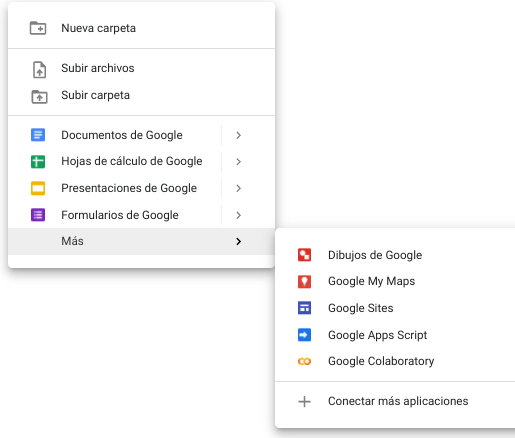 Nueva carpeta
Subir archivos
Subir carpeta
Documentos de Google
Hojas de cálculo de Google
Presentaciones de Google
Formularios de Google
Más
Dibujos de Google
Google My Maps
Google Sites
Google Apps Script
Google Colaboratory
Conectar más aplicaciones